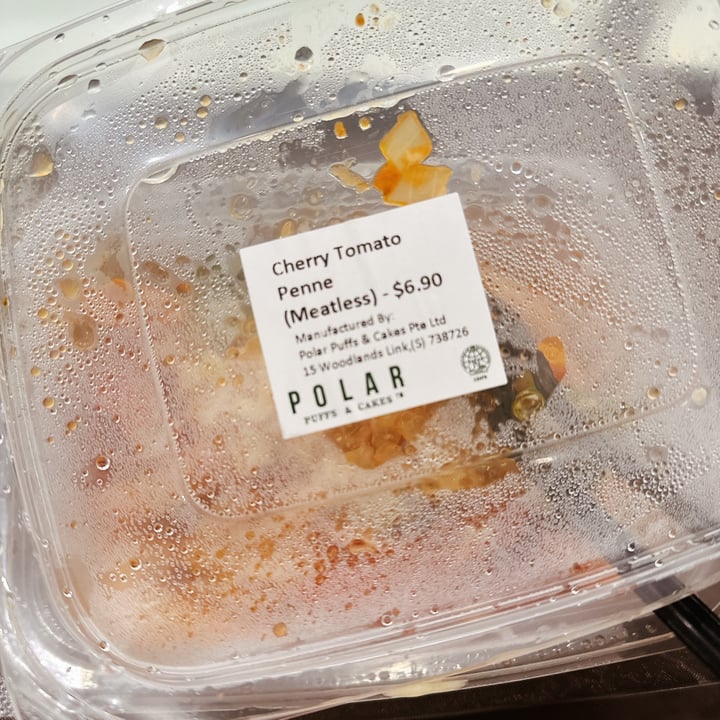 Cherry Tomato
Penne
(Meatless) - $6.90
Manufactured By:
Polar Puffs & Cakes Pte Ltd
15 Woodlands Link,(S) 738726
POLAR
PUFFS & CAKES™